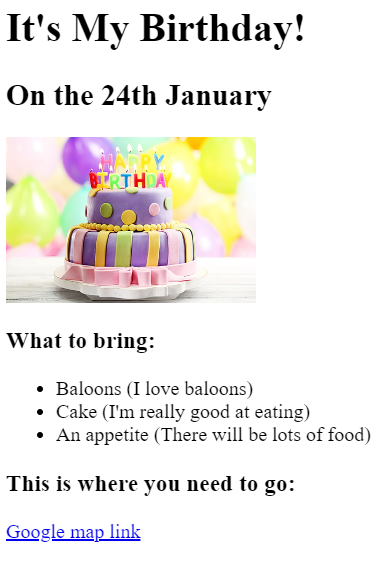 It's My Birthday!
On the 24th January
HAPPY
BIRTHDAY
What to bring:
Baloons (I love baloons)
Cake (I'm really good at eating)
An appetite (There will be lots of food)
This is where you need to go:
Google map link